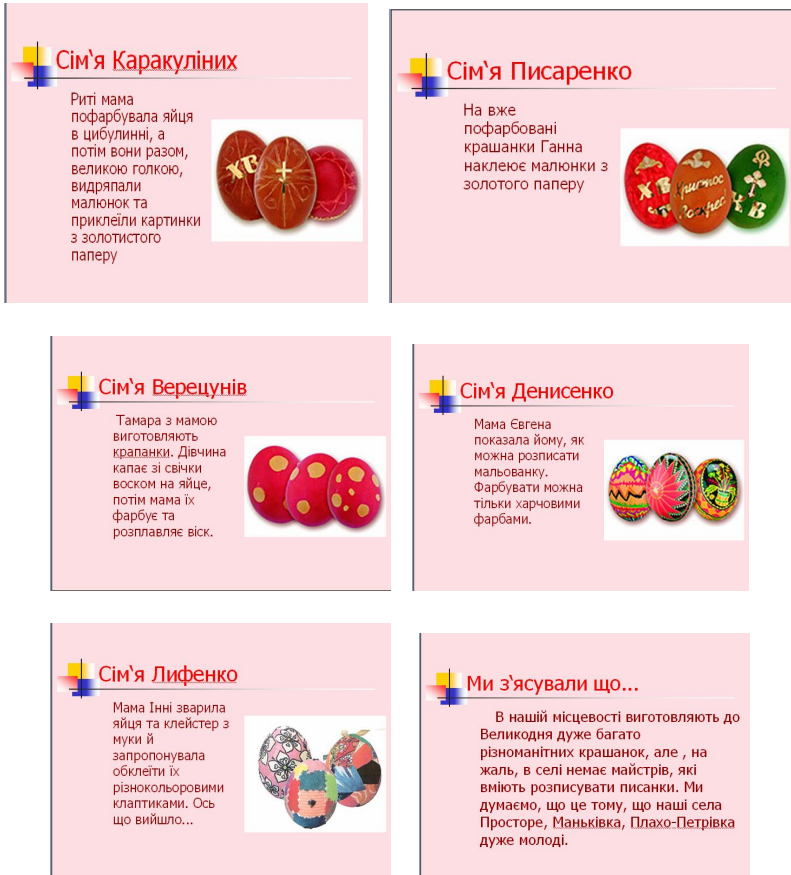 Сім‘я Каракуліних
Риті мама
пофарбувала яйця
в цибулинні, а
потім вони разом,
великою голкою,
видряпали
малюнок та
приклеїли картинки
з золотистого
паперу
ХВ
Сім‘я Писаренко
На вже
пофарбовані
крашанки Ганна
наклеює малюнки з
золотого паперу
ХВ
Христос
Воскрес!
ХВ
Сім‘я Верецунів
Тамара з мамою
виготовляють
крапанки. Дівчина
капає зі свічки
воском на яйце,
потім мама їх
фарбує та
розплавляє віск.
Сім‘я Денисенко
Мама Євгена
показала йому, як
можна розписати
мальованку.
Фарбувати можна
тільки харчовими
фарбами.
Сім‘я Лифенко
Мама Інні зварила
яйця та клейстер з
муки й
запропонувала
обклеїти їх
різнокольоровими
клаптиками. Ось
що вийшло...
Ми з‘ясували що...
В нашій місцевості виготовляють до
Великодня дуже багато
різноманітних крашанок, але , на
жаль, в селі немає майстрів, які
вміють розписувати писанки. Ми
думаємо, що це тому, що наші села
Просторе, Маньківка, Плахо-Петрівка
дуже молоді.